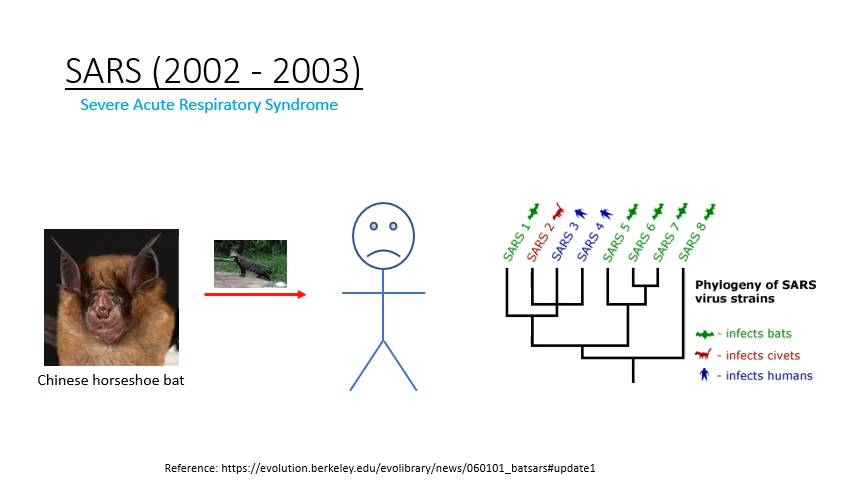 SARS (2002 - 2003)
Severe Acute Respiratory Syndrome
SARS 1
SARS 2
SARS 3
SARS 4
SARS 5
SARS 6
SARS 7
SARS 8
Phylogeny of SARS
virus strains
- infects bats
- infects civets
- infects humans
Chinese horseshoe bat
Reference: https://evolution.berkeley.edu/evolibrary/news/060101_batsars#update1